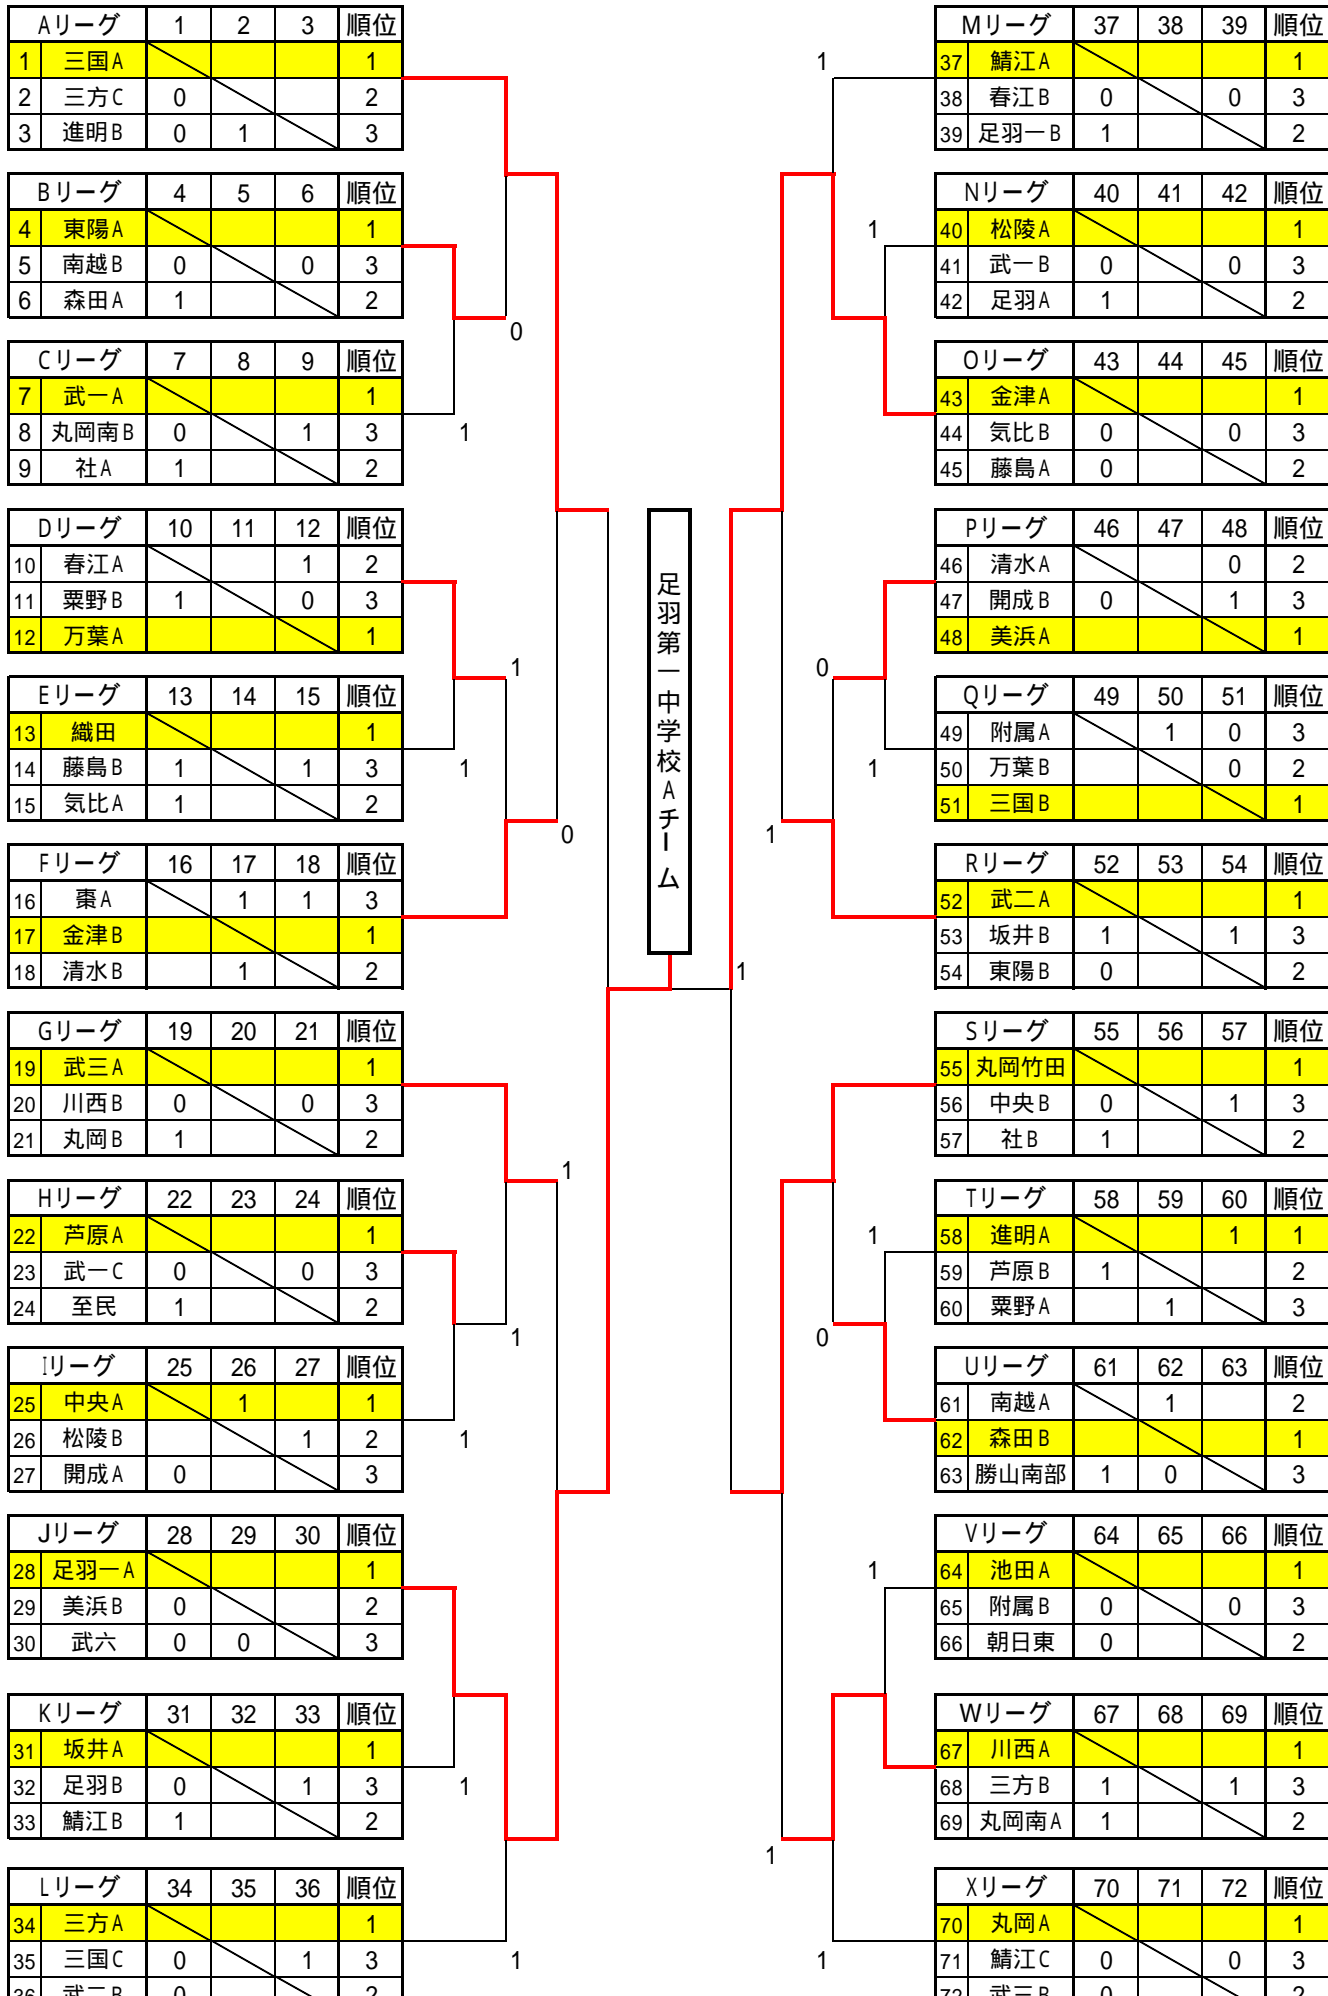 Aリーグ 1 2 3 順位
1 三国A 1
2 三方C 0 2
3 進明B 0 1 3
Bリーグ 4 5 6 順位
4 東陽A 1
5 南越B 0 0 3
6 森田A 1 2
0
Cリーグ 7 8 9 順位
7 武一A 1
8 丸岡南B 0 1 3
9 社A 1 2
1
Dリーグ 10 11 12 順位
10 春江A 1 2
11 粟野B 1 0 3
12 万葉A 1
1
Eリーグ 13 14 15 順位
13 織田 1
14 藤島B 1 1 3
15 気比A 1 2
1
0
Fリーグ 16 17 18 順位
16 棗A 1 1 3
17 金津B 1
18 清水B 1 2
Gリーグ 19 20 21 順位
19 武三A 1
20 川西B 0 0 3
21 丸岡B 1 2
1
Hリーグ 22 23 24 順位
22 芦原A 1
23 武一C 0 0 3
24 至民 1 2
1
Iリーグ 25 26 27 順位
25 中央A 1 1
26 松陵B 1 2
27 開成A 0 3
1
Jリーグ 28 29 30 順位
28 足羽一A 1
29 美浜B 0 2
30 武六 0 0 3
Kリーグ 31 32 33 順位
31 坂井A 1
32 足羽B 0 1 3
33 鯖江B 1 2
1
Lリーグ 34 35 36 順位
34 三方A 1
35 三国C 0 1 3
36 武二B 0 2
1
足羽第一中学校Aチーム
1
Mリーグ 37 38 39 順位
37 鯖江A 1
38 春江B 0 0 3
39 足羽一B 1 2
1
Nリーグ 40 41 42 順位
40 松陵A 1
41 武一B 0 0 3
42 足羽A 1 2
1
Oリーグ 43 44 45 順位
43 金津A 1
44 気比B 0 0 3
45 藤島A 0 2
Pリーグ 46 47 48 順位
46 清水A 0 2
47 開成B 0 1 3
48 美浜A 1
0
Qリーグ 49 50 51 順位
49 附属A 1 0 3
50 万葉B 0 2
51 三国B 1
1
1
Rリーグ 52 53 54 順位
52 武二A 1
53 坂井B 1 1 3
54 東陽B 0 2
Sリーグ 55 56 57 順位
55 丸岡竹田 1
56 中央B 0 1 3
57 社B 1 2
Tリーグ 58 59 60 順位
58 進明A 1 1
59 芦原B 1 2
60 粟野A 1 3
1
0
Uリーグ 61 62 63 順位
61 南越A 1 2
62 森田B 1
63 勝山南部 1 0 3
Vリーグ 64 65 66 順位
64 池田A 1
65 附属B 0 0 3
66 朝日東 0 2
1
Wリーグ 67 68 69 順位
67 川西A 1
68 三方B 1 1 3
69 丸岡南A 1 2
1
Xリーグ 70 71 72 順位
70 丸岡A 1
71 鯖江C 0 0 3
72 武三B 0 2
1